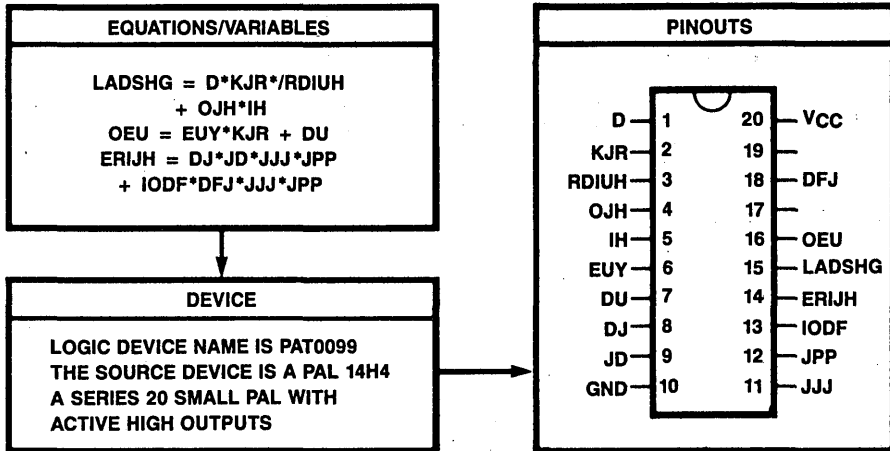 EQUATIONS/VARIABLES
LADSHG = D*KJR*/RDIUH
+ OJH*IH
OEU = EUY*KJR + DU
ERIJH = DJ*JD*JJJ*JPP
+ IODF*DFJ*JJJ*JPP
DEVICE
LOGIC DEVICE NAME IS PAT0099
THE SOURCE DEVICE IS A PAL 14H4
A SERIES 20 SMALL PAL WITH
ACTIVE HIGH OUTPUTS
PINOUTS
D 1 20 VCC
KJR 2 19
RDIUH 3 18 DFJ
OJH 4 17
IH 5 16 OEU
EUY 6 15 LADSHG
DU 7 14 ERIJH
DJ 8 13 IODF
JD 9 12 JPP
GND 10 11 JJJ